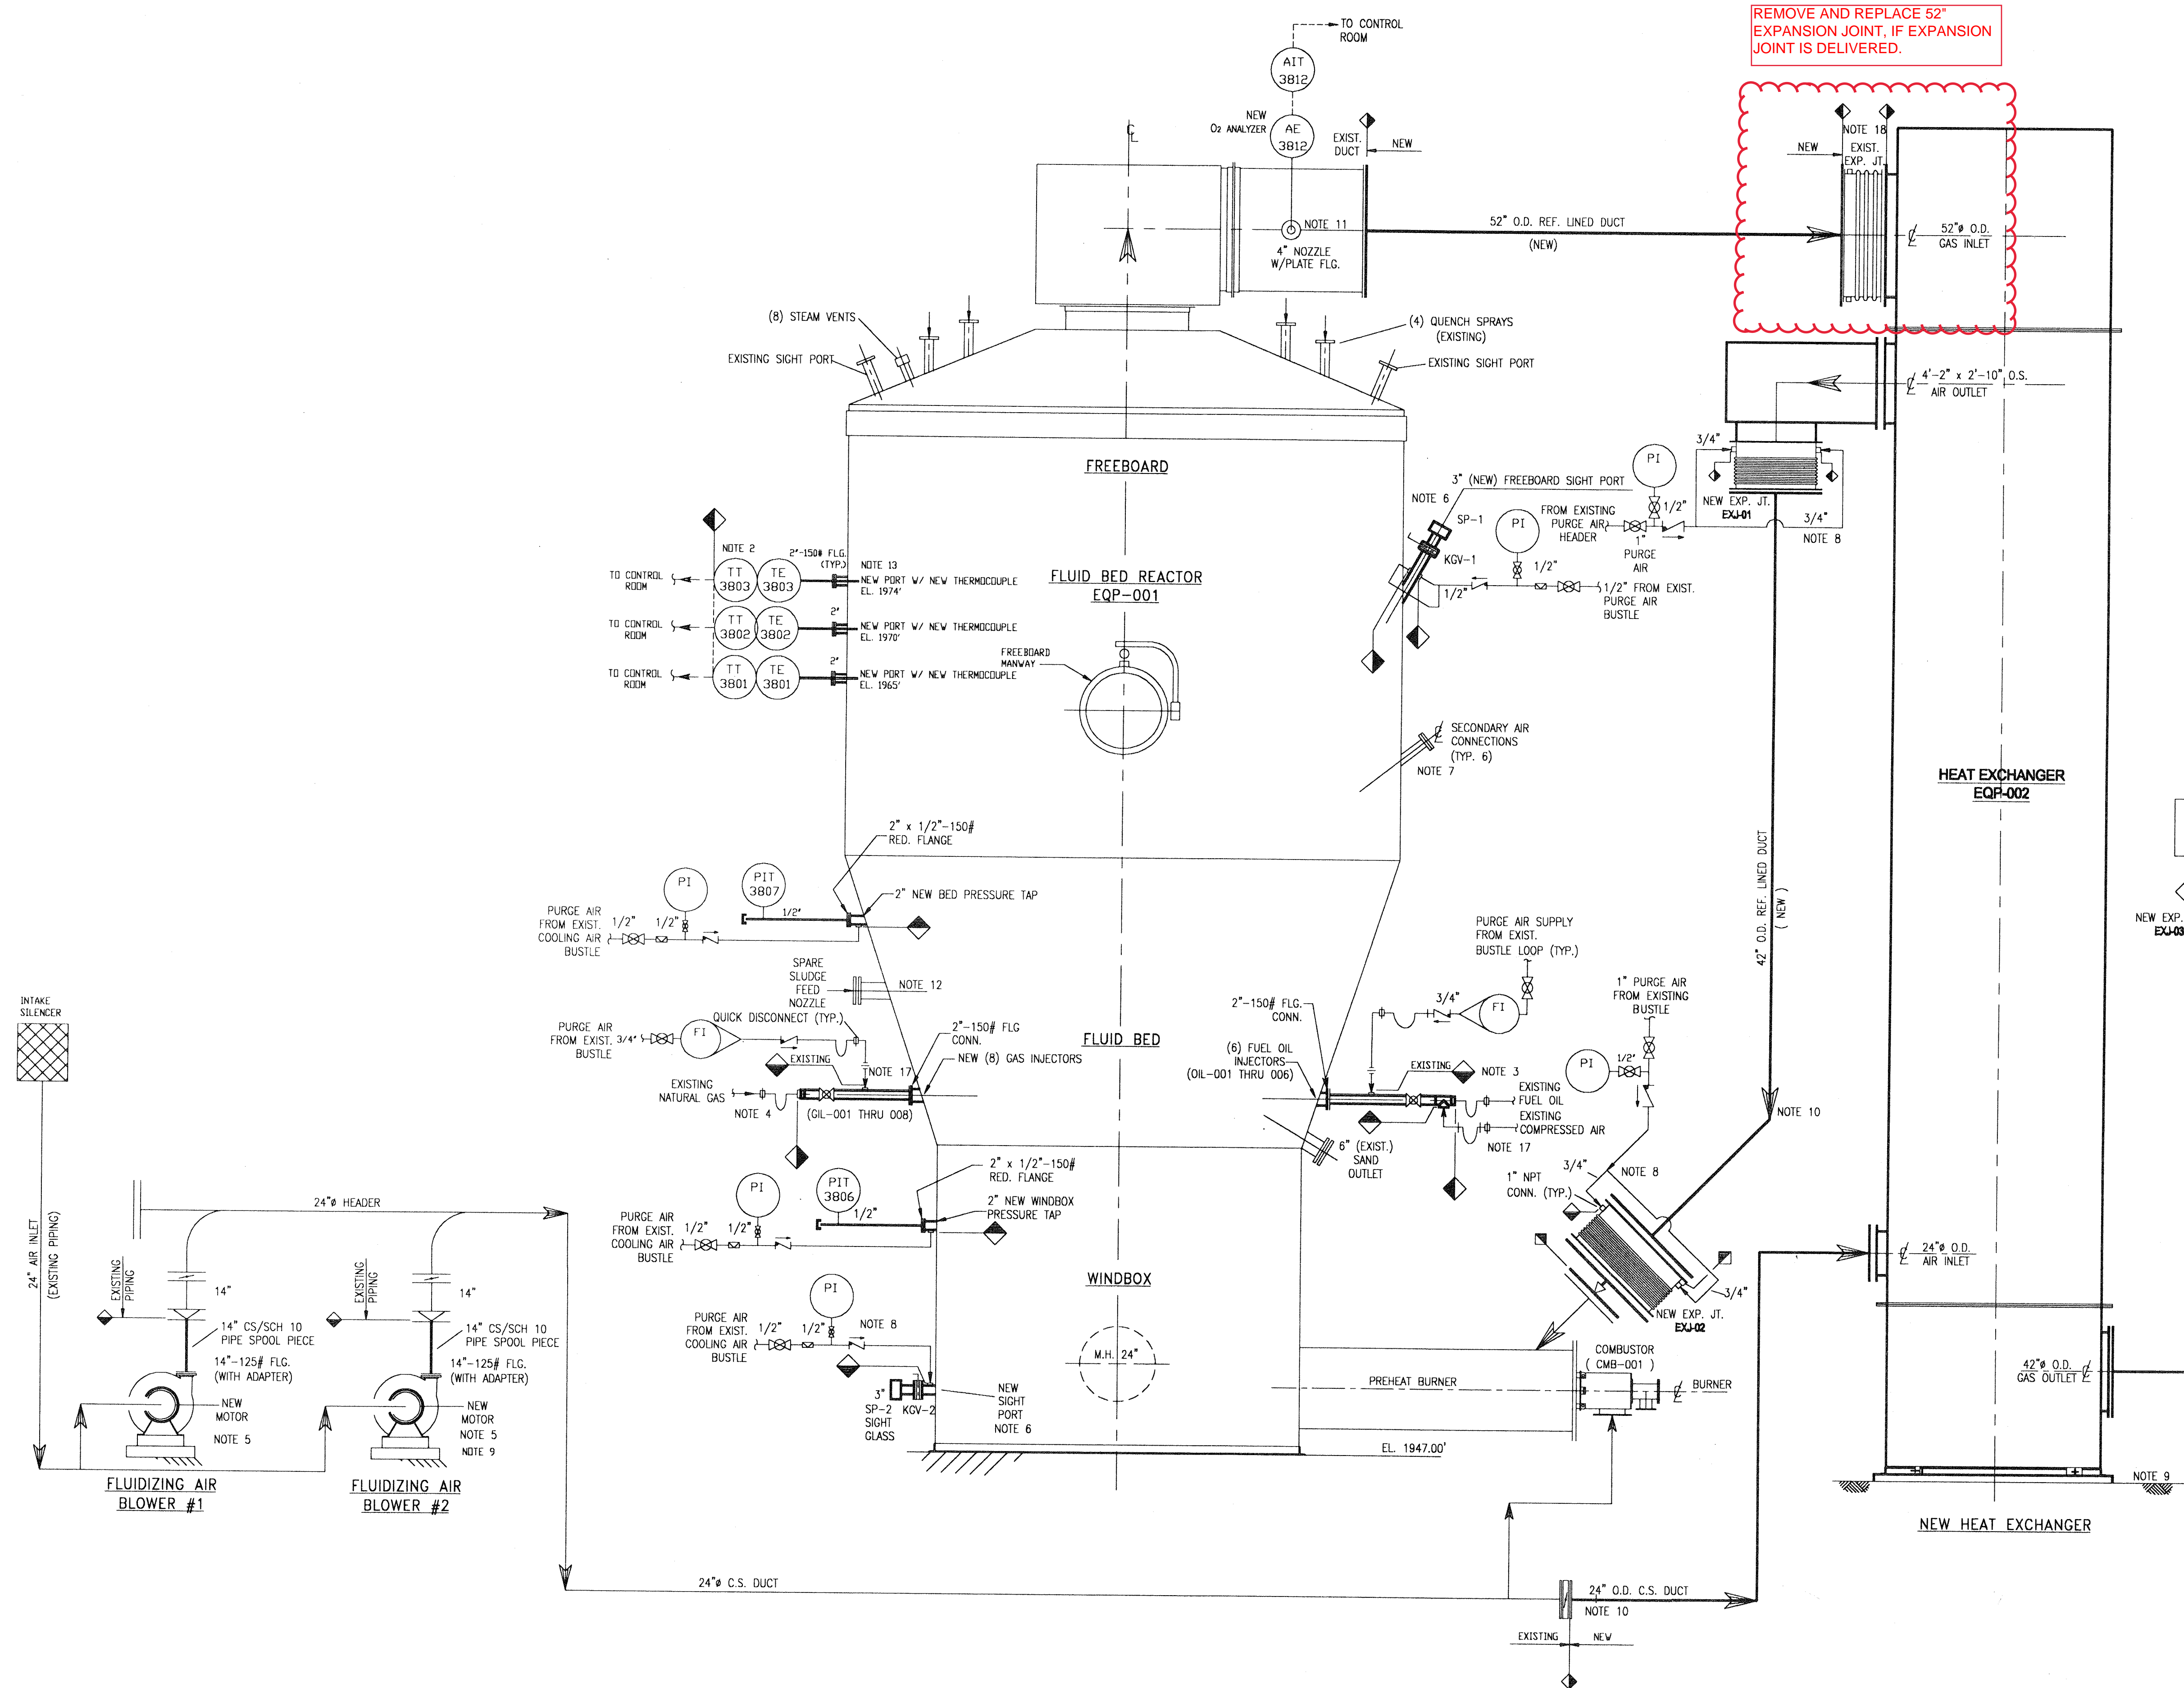 REMOVE AND REPLACE 52"
EXPANSION JOINT, IF EXPANSION
JOINT IS DELIVERED.
TO CONTROL
ROOM
AIT
3812
NEW
O2 ANALYZER
AE
3812
EXIST.
DUCT
NEW
NOTE 18
NEW
EXIST.
EXP. JT.
℄
NOTE 11
4" NOZZLE
W/PLATE FLG.
52" O.D. REF. LINED DUCT
(NEW)
℄ 52"ø O.D.
GAS INLET
(8) STEAM VENTS
EXISTING SIGHT PORT
(4) QUENCH SPRAYS
(EXISTING)
EXISTING SIGHT PORT
℄ 4'-2" x 2'-10" O.S.
AIR OUTLET
3/4"
NEW EXP. JT.
EXJ-01
3/4"
NOTE 8
FREEBOARD
3" (NEW) FREEBOARD SIGHT PORT
NOTE 6
SP-1
KGV-1
PI
1/2"
FROM EXISTING
PURGE AIR
HEADER
1"
PURGE
AIR
PI
1/2"
1/2"
1/2" FROM EXIST.
PURGE AIR
BUSTLE
NOTE 2
2"-150# FLG.
(TYP.)
NOTE 13
TO CONTROL
ROOM
TT
3803
TE
3803
NEW PORT W/ NEW THERMOCOUPLE
EL. 1974'
TO CONTROL
ROOM
TT
3802
TE
3802
2"
NEW PORT W/ NEW THERMOCOUPLE
EL. 1970'
TO CONTROL
ROOM
TT
3801
TE
3801
2"
NEW PORT W/ NEW THERMOCOUPLE
EL. 1965'
FLUID BED REACTOR
EQP-001
FREEBOARD
MANWAY
℄ SECONDARY AIR
CONNECTIONS
(TYP. 6)
NOTE 7
HEAT EXCHANGER
EQP-002
42" O.D. REF. LINED DUCT
( NEW )
NEW EXP.
EXJ-03
2" x 1/2"-150#
RED. FLANGE
PI
PIT
3807
1/2"
2" NEW BED PRESSURE TAP
PURGE AIR
FROM EXIST.
COOLING AIR
BUSTLE
1/2"
1/2"
SPARE
SLUDGE
FEED
NOZZLE
NOTE 12
QUICK DISCONNECT (TYP.)
PURGE AIR
FROM EXIST.
BUSTLE
3/4"
FI
EXISTING
NOTE 17
2"-150# FLG
CONN.
NEW (8) GAS INJECTORS
EXISTING
NATURAL GAS
NOTE 4
(GIL-001 THRU 008)
FLUID BED
PURGE AIR SUPPLY
FROM EXIST.
BUSTLE LOOP (TYP.)
3/4"
FI
2"-150# FLG.
CONN.
(6) FUEL OIL
INJECTORS
(OIL-001 THRU 006)
EXISTING
NOTE 3
EXISTING
FUEL OIL
EXISTING
COMPRESSED AIR
NOTE 17
6" (EXIST.)
SAND
OUTLET
1" PURGE AIR
FROM EXISTING
BUSTLE
PI
1/2"
NOTE 10
3/4"
NOTE 8
1" NPT
CONN. (TYP.)
3/4"
NEW EXP. JT.
EXJ-02
INTAKE
SILENCER
24" AIR INLET
(EXISTING PIPING)
24"ø HEADER
EXISTING
PIPING
14"
14" CS/SCH 10
PIPE SPOOL PIECE
14"-125# FLG.
(WITH ADAPTER)
NEW
MOTOR
NOTE 5
FLUIDIZING AIR
BLOWER #1
EXISTING
PIPING
14"
14" CS/SCH 10
PIPE SPOOL PIECE
14"-125# FLG.
(WITH ADAPTER)
NEW
MOTOR
NOTE 5
NOTE 9
FLUIDIZING AIR
BLOWER #2
PI
PIT
3806
1/2"
2" x 1/2"-150#
RED. FLANGE
2" NEW WINDBOX
PRESSURE TAP
PURGE AIR
FROM EXIST.
COOLING AIR
BUSTLE
1/2"
1/2"
WINDBOX
PI
PURGE AIR
FROM EXIST.
COOLING AIR
BUSTLE
1/2"
1/2"
NOTE 8
3"
SP-2
SIGHT
GLASS
KGV-2
NEW
SIGHT
PORT
NOTE 6
M.H. 24"
PREHEAT BURNER
COMBUSTOR
( CMB-001 )
℄ BURNER
EL. 1947.00'
℄ 24"ø O.D.
AIR INLET
42"ø O.D.
GAS OUTLET ℄
NOTE 9
NEW HEAT EXCHANGER
24"ø C.S. DUCT
24" O.D. C.S. DUCT
NOTE 10
EXISTING
NEW